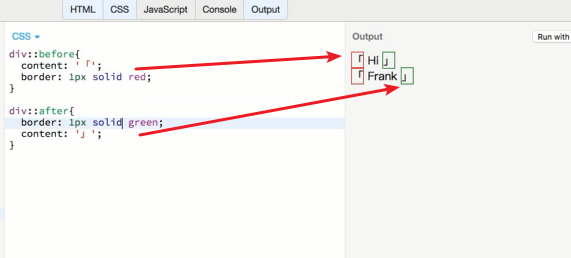 HTML CSS JavaScript Console Output
CSS
div::before{
content: '「';
border: 1px solid red;
}
div::after{
border: 1px solid green;
content: '」';
}
Output
Run with
「 Hi 」
「 Frank 」